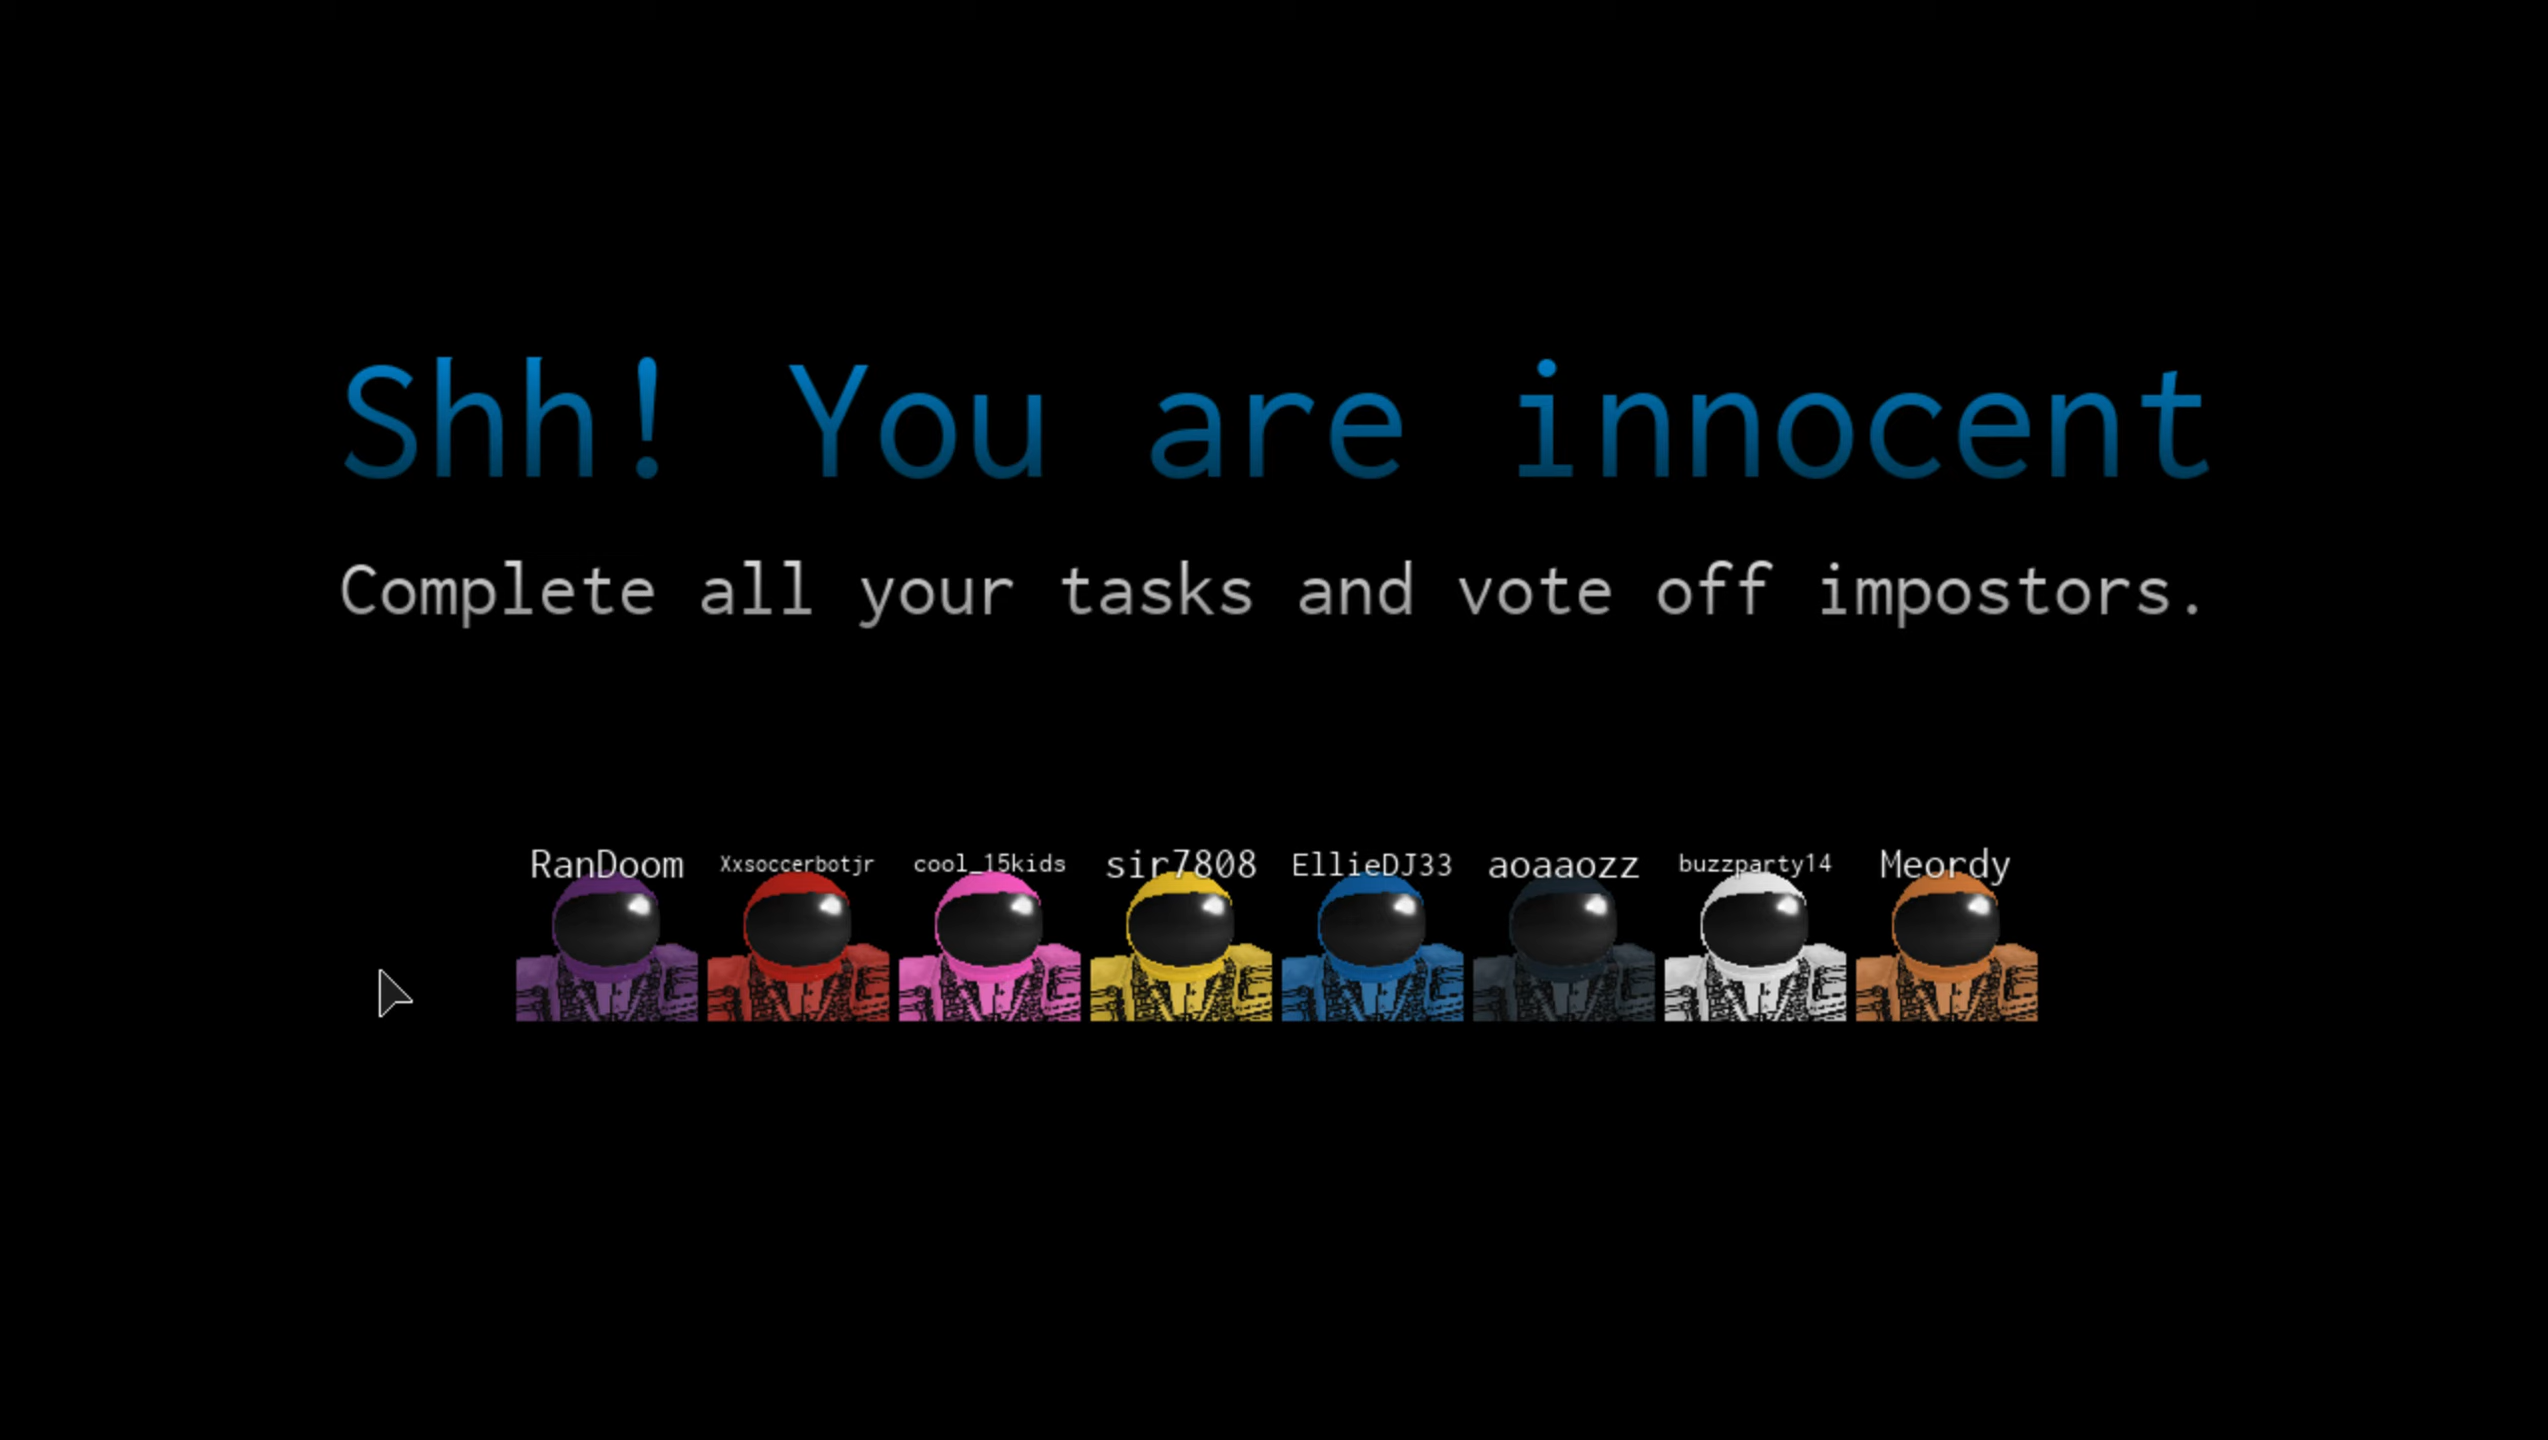 Shh! You are innocent
Complete all your tasks and vote off impostors.
RanDoom Xxsoccerbotjr cool_15kids sir7808 EllieDJ33 aoaaozz buzzparty14 Meordy